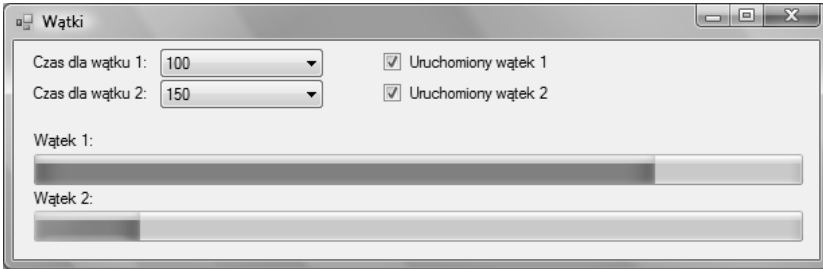 Wątki
Czas dla wątku 1: 100 Uruchomiony wątek 1
Czas dla wątku 2: 150 Uruchomiony wątek 2
Wątek 1:
Wątek 2: